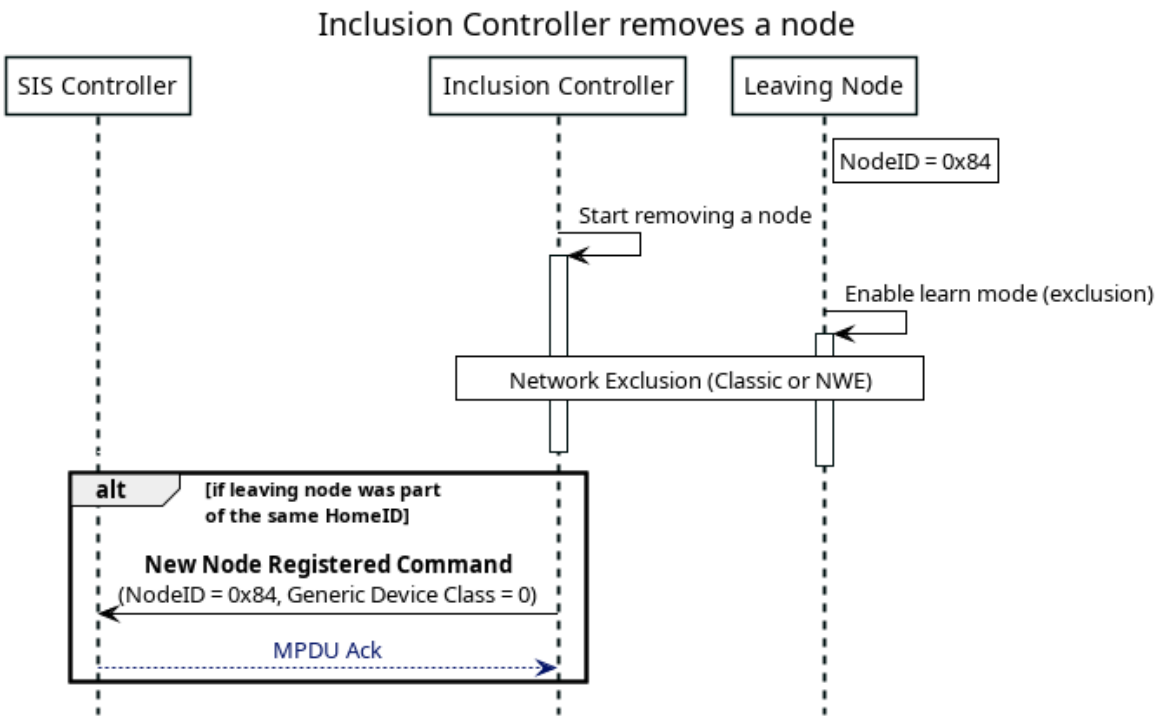 Inclusion Controller removes a node
SIS Controller
Inclusion Controller
Leaving Node
NodeID = 0x84
Start removing a node
Enable learn mode (exclusion)
Network Exclusion (Classic or NWE)
alt
[if leaving node was part
of the same HomeID]
New Node Registered Command
(NodeID = 0x84, Generic Device Class = 0)
MPDU Ack